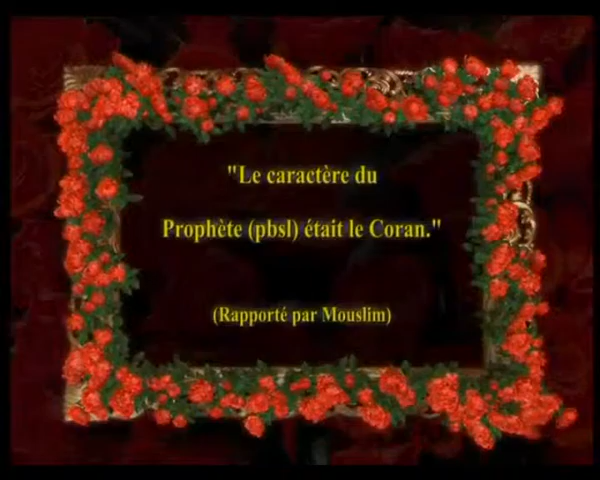 "Le caractère du
Prophète (pbsl) était le Coran."
(Rapporté par Mouslim)